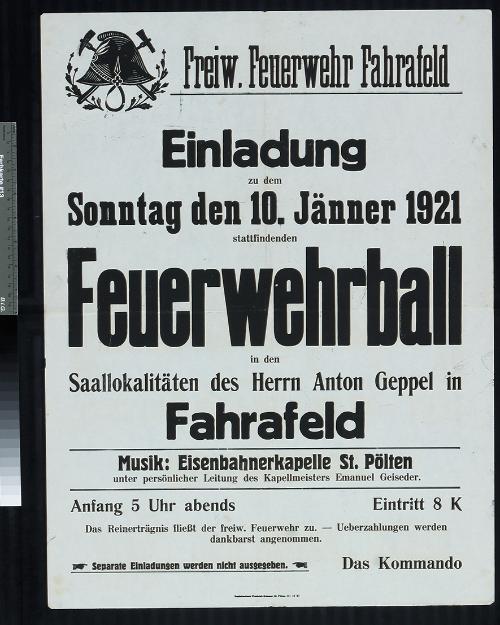 Freiw. Feuerwehr Fahrafeld
Einladung
zu dem
Sonntag den 10. Jänner 1921
stattfindenden
Feuerwehrball
in den
Saallokalitäten des Herrn Anton Geppel in
Fahrafeld
Musik: Eisenbahnerkapelle St. Pölten
unter persönlicher Leitung des Kapellmeisters Emanuel Geiseder.
Anfang 5 Uhr abends Eintritt 8 K
Das Reinerträgnis fließt der freiw. Feuerwehr zu. — Ueberzahlungen werden
dankbarst angenommen.
Separate Einladungen werden nicht ausgegeben. Das Kommando